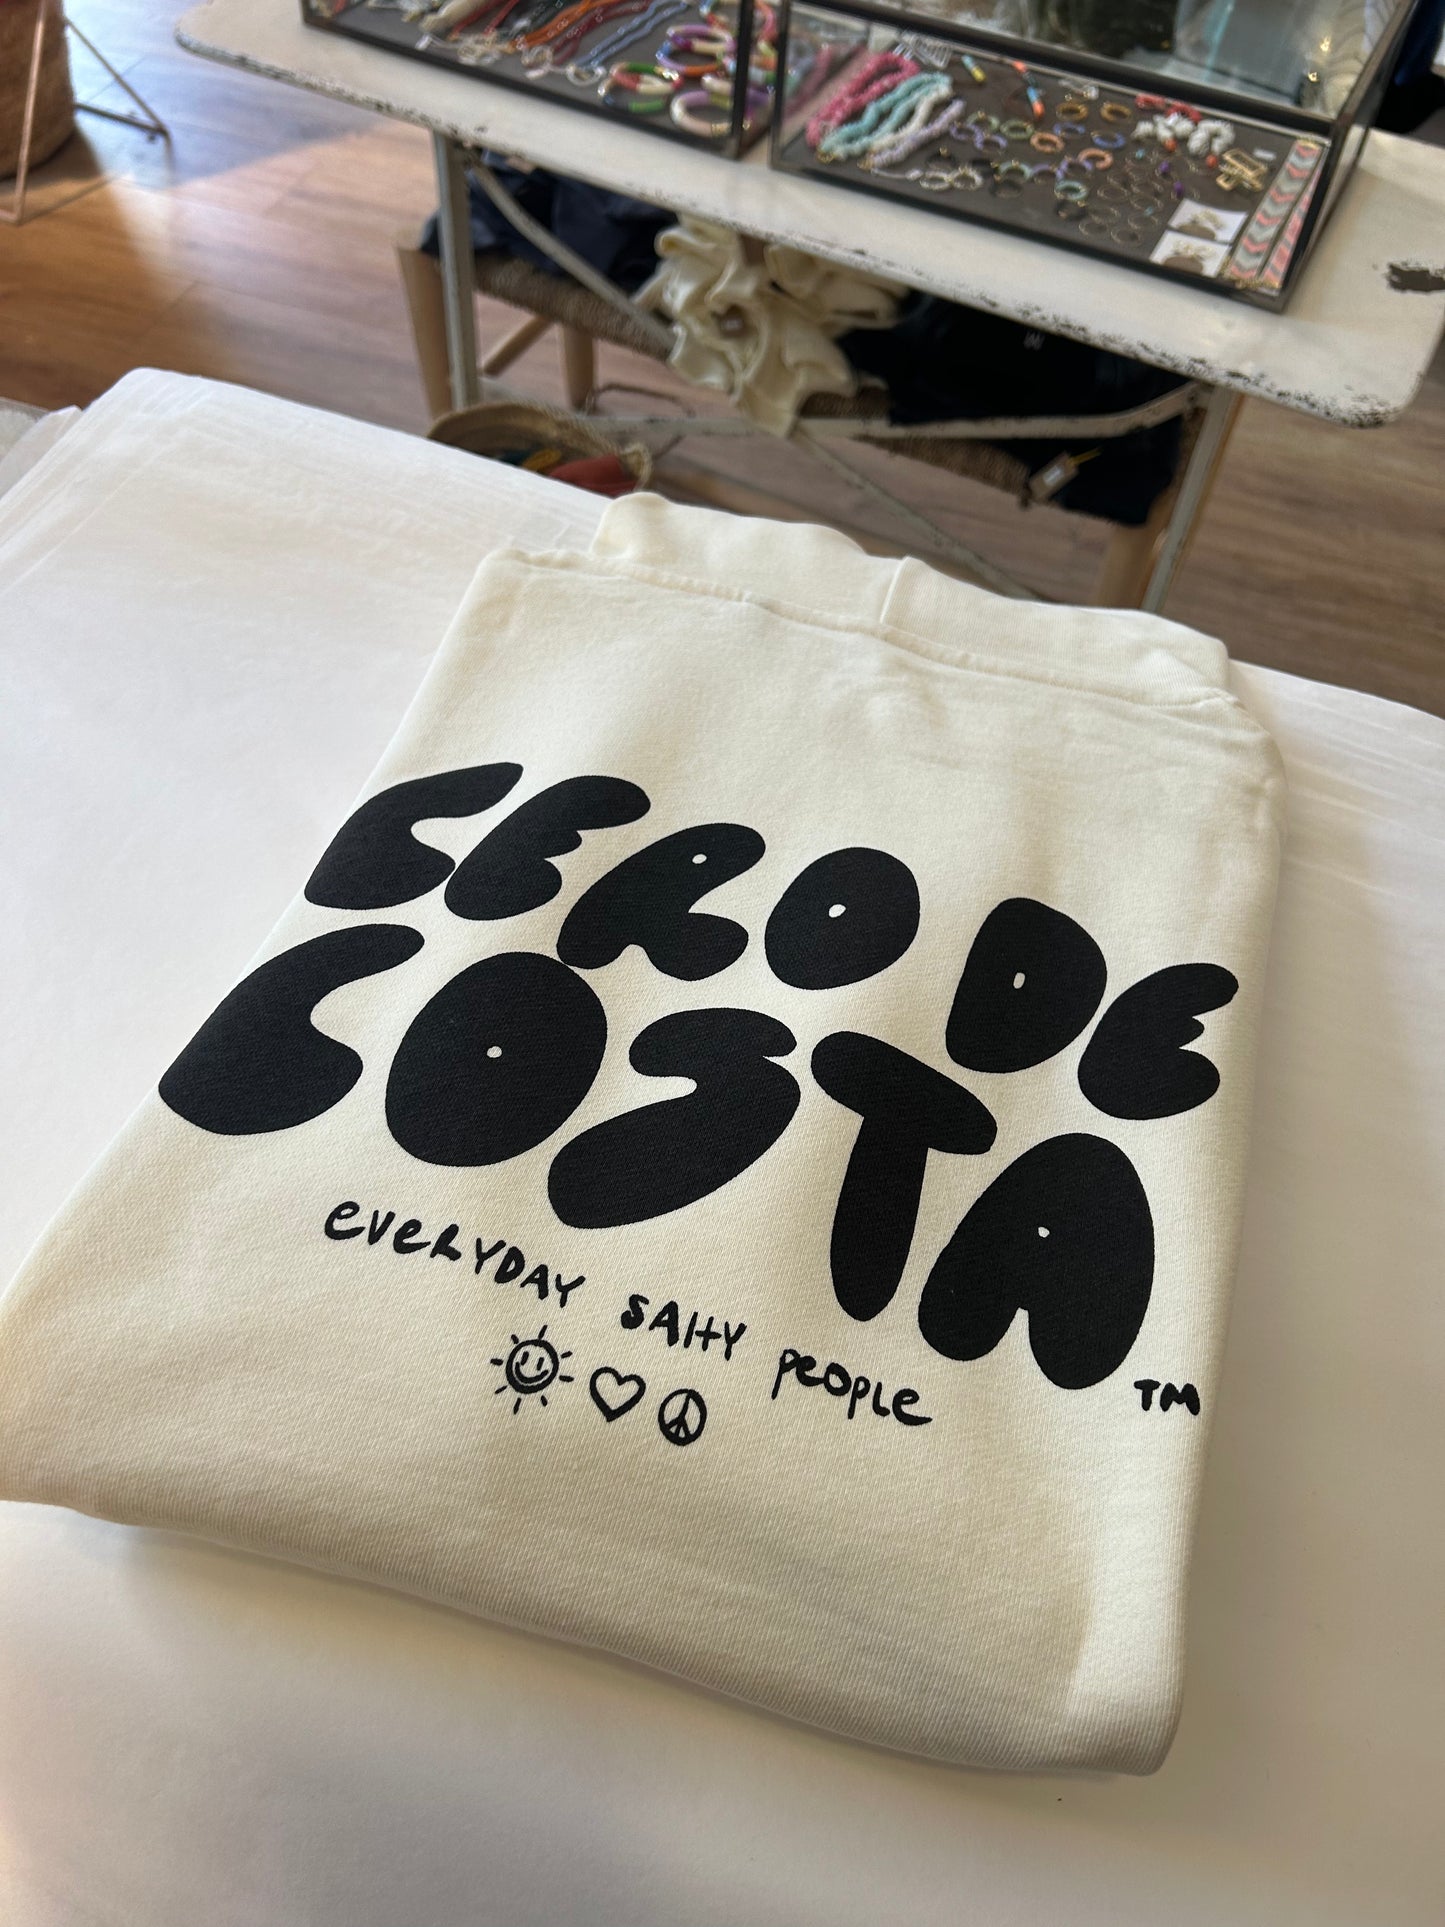 CERO DE
COSTA
everyday salty people
TM